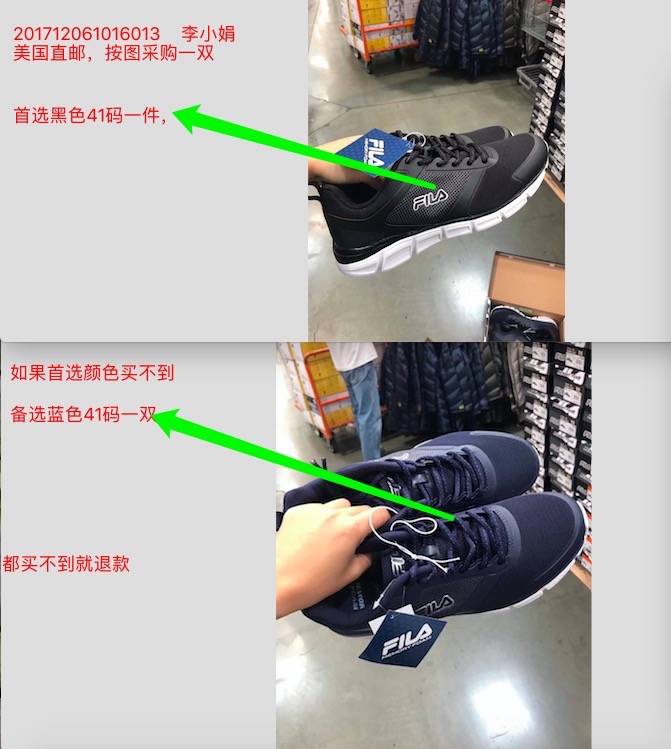 201712061016013 李小娟
美国直邮，按图采购一双
首选黑色41码一件，
FILA
FILA
如果首选颜色买不到
备选蓝色41码一双
都买不到就退款
FILA
FILA
MEMORY FOAM